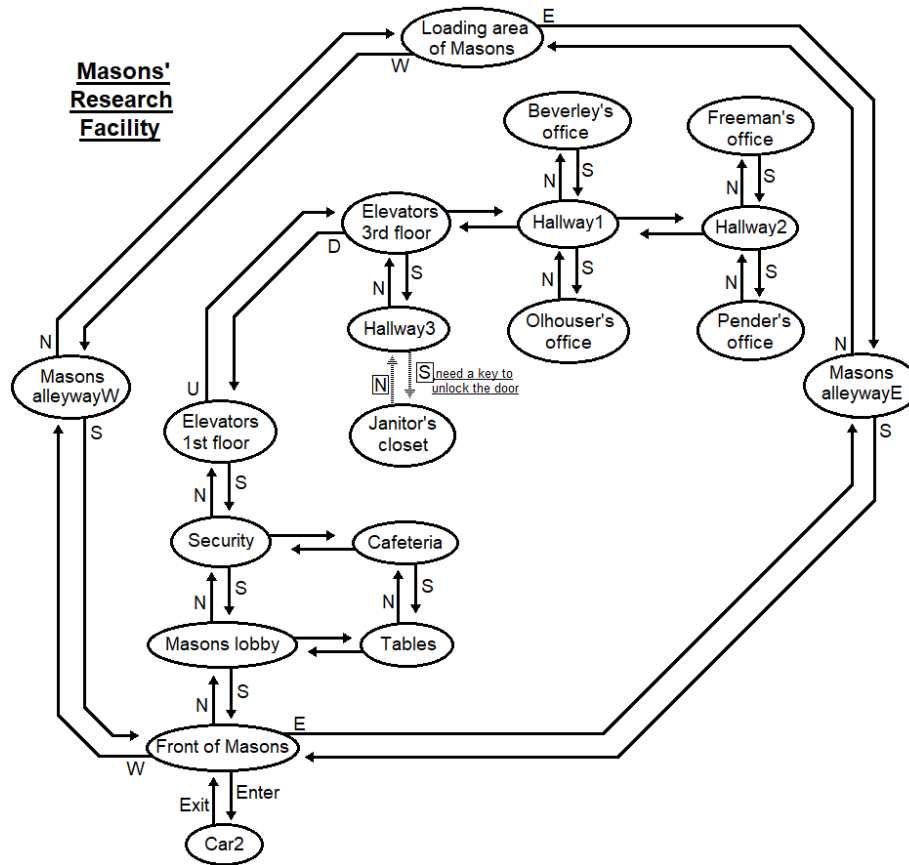 Masons'
Research
Facility
Loading area
of Masons
E
W
Beverley's
office
Freeman's
office
N
S
N
S
Elevators
3rd floor
Hallway1
Hallway2
D
N
S
N
S
N
S
Hallway3
Olhouser's
office
Pender's
office
N
N
Masons
alleywayW
U
N
S need a key to
unlock the door
Masons
alleywayE
S
S
Elevators
1st floor
Janitor's
closet
N
S
Security
Cafeteria
N
S
N
S
Masons lobby
Tables
N
S
E
Front of Masons
W
Exit
Enter
Car2